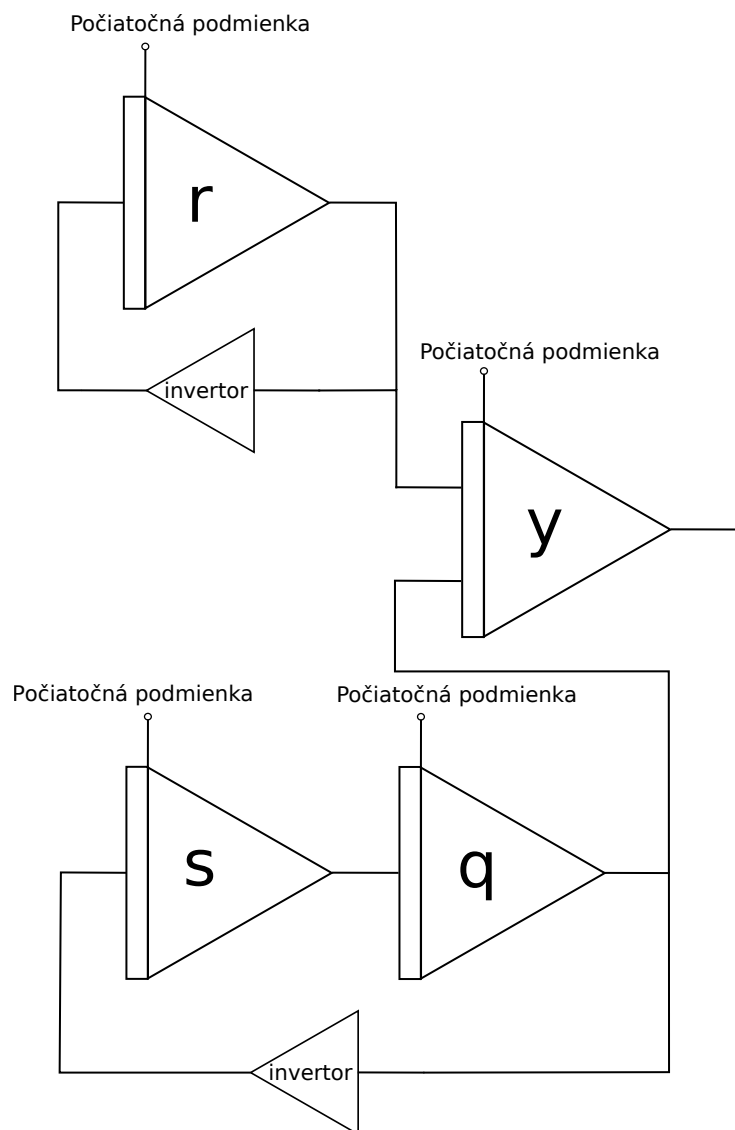 Počiatočná podmienka
r
invertor
Počiatočná podmienka
y
Počiatočná podmienka
Počiatočná podmienka
s
q
invertor